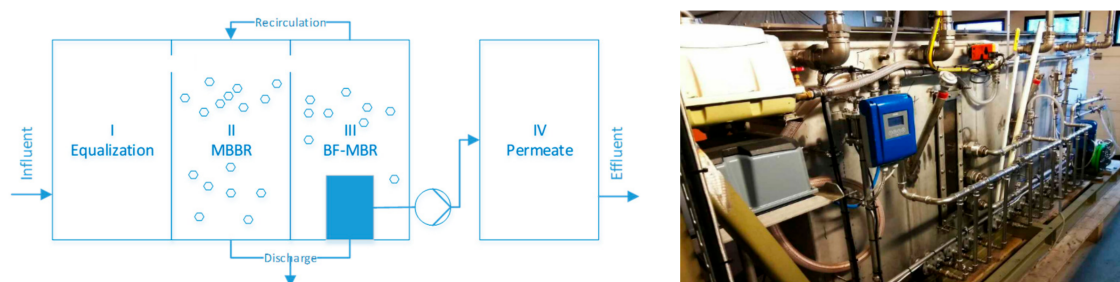 Recirculation
Influent
I
Equalization
II
MBBR
III
BF-MBR
IV
Permeate
Effluent
Discharge